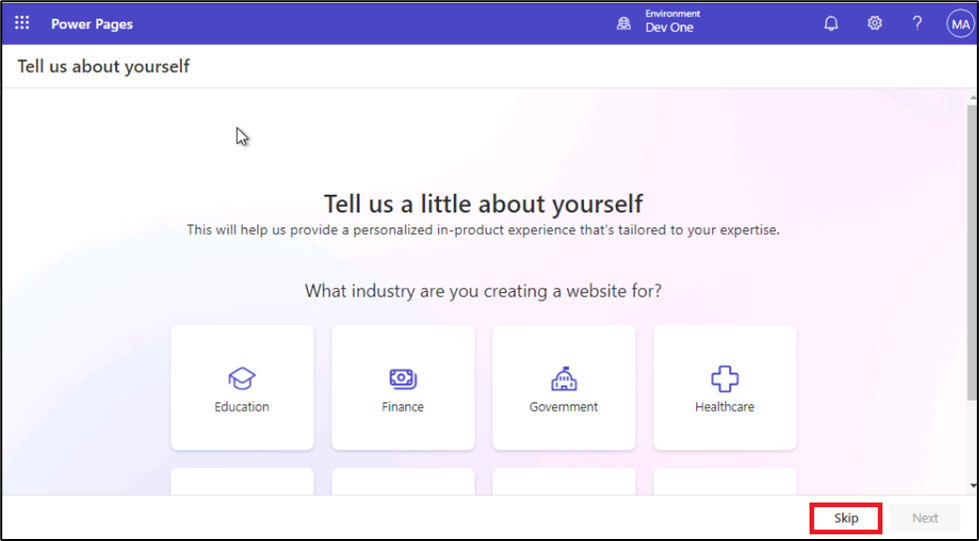 Power Pages
Environment
Dev One
?
MA
Tell us about yourself
Tell us a little about yourself
This will help us provide a personalized in-product experience that's tailored to your expertise.
What industry are you creating a website for?
Education
Finance
Government
Healthcare
Skip
Next